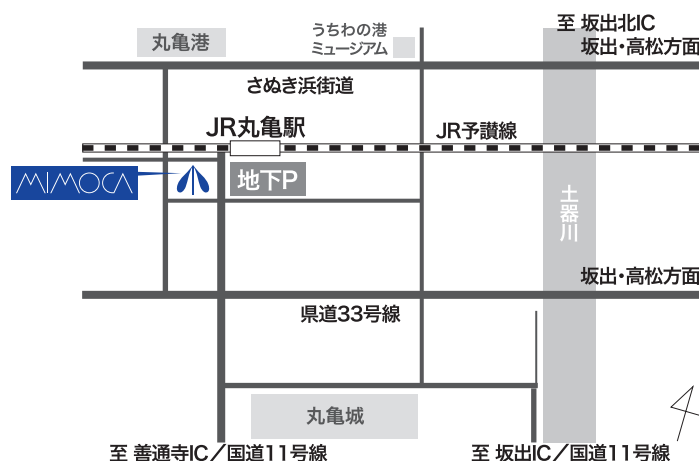 至 坂出北IC
坂出・高松方面
うちわの港
ミュージアム
丸亀港
さぬき浜街道
JR丸亀駅
JR予讃線
MIMOCA
地下P
土器川
坂出・高松方面
県道33号線
丸亀城
至 善通寺IC／国道11号線
至 坂出IC／国道11号線